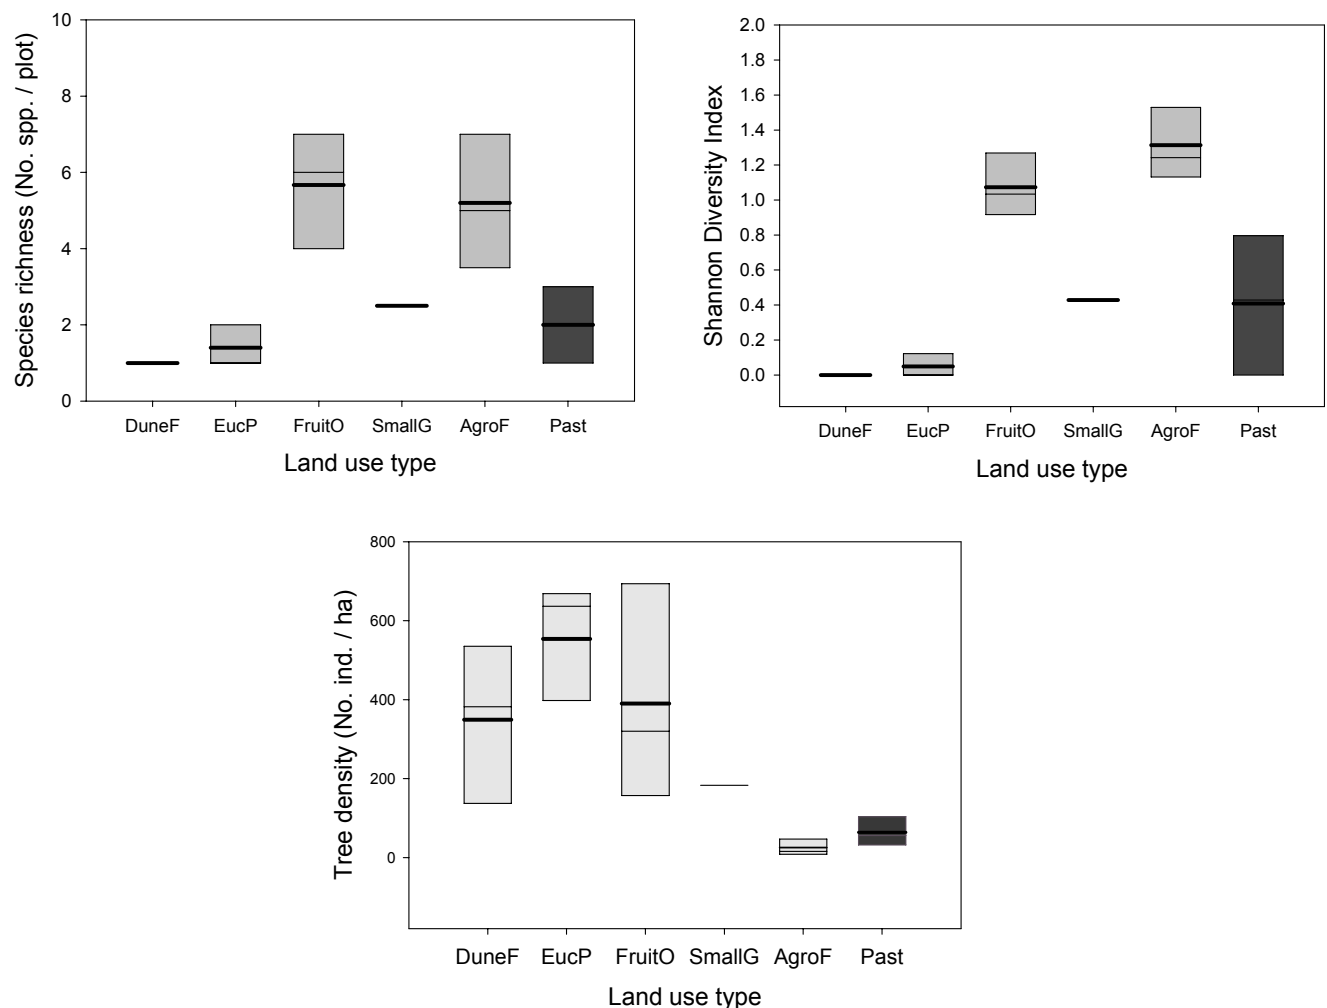 Species richness (No. spp. / plot)
10
8
6
4
2
0
DuneF EucP FruitO SmallG AgroF Past
Land use type
Shannon Diversity Index
2.0
1.8
1.6
1.4
1.2
1.0
0.8
0.6
0.4
0.2
0.0
DuneF EucP FruitO SmallG AgroF Past
Land use type
Tree density (No. ind. / ha)
800
600
400
200
0
DuneF EucP FruitO SmallG AgroF Past
Land use type